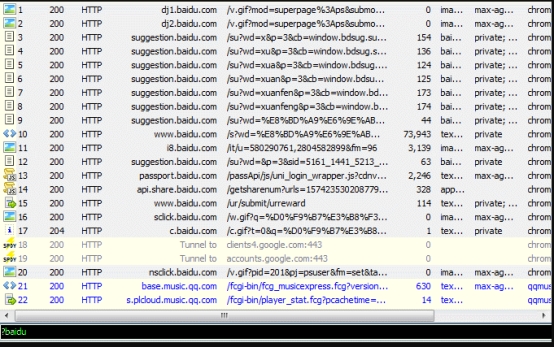 1 200 HTTP dj1.baidu.com /v.gif?mod=superpage%3Aps&submo... 0 ima... max-ag... chrom
2 200 HTTP dj2.baidu.com /v.gif?mod=superpage%3Aps&submo... 0 ima... max-ag... chrom
3 200 HTTP suggestion.baidu.com /su?wd=x&p=3&cb=window.bdsug.su... 154 bai... private; ... chrom
4 200 HTTP suggestion.baidu.com /su?wd=xu&p=3&cb=window.bdsug.s... 136 bai... private; ... chrom
5 200 HTTP suggestion.baidu.com /su?wd=xua&p=3&cb=window.bdsug.... 124 bai... private; ... chrom
6 200 HTTP suggestion.baidu.com /su?wd=xuan&p=3&cb=window.bdsu... 125 bai... private; ... chrom
7 200 HTTP suggestion.baidu.com /su?wd=xuanfen&p=3&cb=window.b... 173 bai... private; ... chrom
8 200 HTTP suggestion.baidu.com /su?wd=xuanfeng&p=3&cb=window.... 174 bai... private; ... chrom
9 200 HTTP suggestion.baidu.com /su?wd=%E8%BD%A9%E6%9E%AB... 44 bai... private; ... chrom
10 200 HTTP www.baidu.com /s?wd=%E8%BD%A9%E6%9E%AB... 73,943 tex... private chrom
11 200 HTTP i8.baidu.com /it/u=580290761,2804582899&fm=96 3,139 ima... max-ag... chrom
12 200 HTTP suggestion.baidu.com /su?wd=&p=3&sid=5161_1441_5213_... 63 bai... private chrom
13 200 HTTP passport.baidu.com /passApi/js/uni_login_wrapper.js?cdnv... 2,246 tex... max-ag... chrom
14 200 HTTP api.share.baidu.com /getsharenum?urls=157423530208779... 328 app... chrom
15 200 HTTP www.baidu.com /ur/submit/urreward 114 tex... private; ... chrom
16 200 HTTP sclick.baidu.com /w.gif?q=%D0%F9%B7%E3%B8%F3... 0 ima... max-ag... chrom
17 204 HTTP c.baidu.com /c.gif?t=0&q=%D0%F9%B7%E3%B8... 1 tex... private; ... chrom
18 200 HTTP Tunnel to clients4.google.com:443 0 chrom
19 200 HTTP Tunnel to accounts.google.com:443 0 chrom
20 200 HTTP nsclick.baidu.com /v.gif?pid=201&pj=psuser&fm=set&ta... 0 ima... max-ag... chrom
21 200 HTTP base.music.qq.com /fcgi-bin/fcg_musicexpress.fcg?version... 630 tex... max-ag... qqmus
22 200 HTTP s.plcloud.music.qq.com /fcgi-bin/player_stat.fcg?pcachetime=... 14 tex... qqmus
?baidu